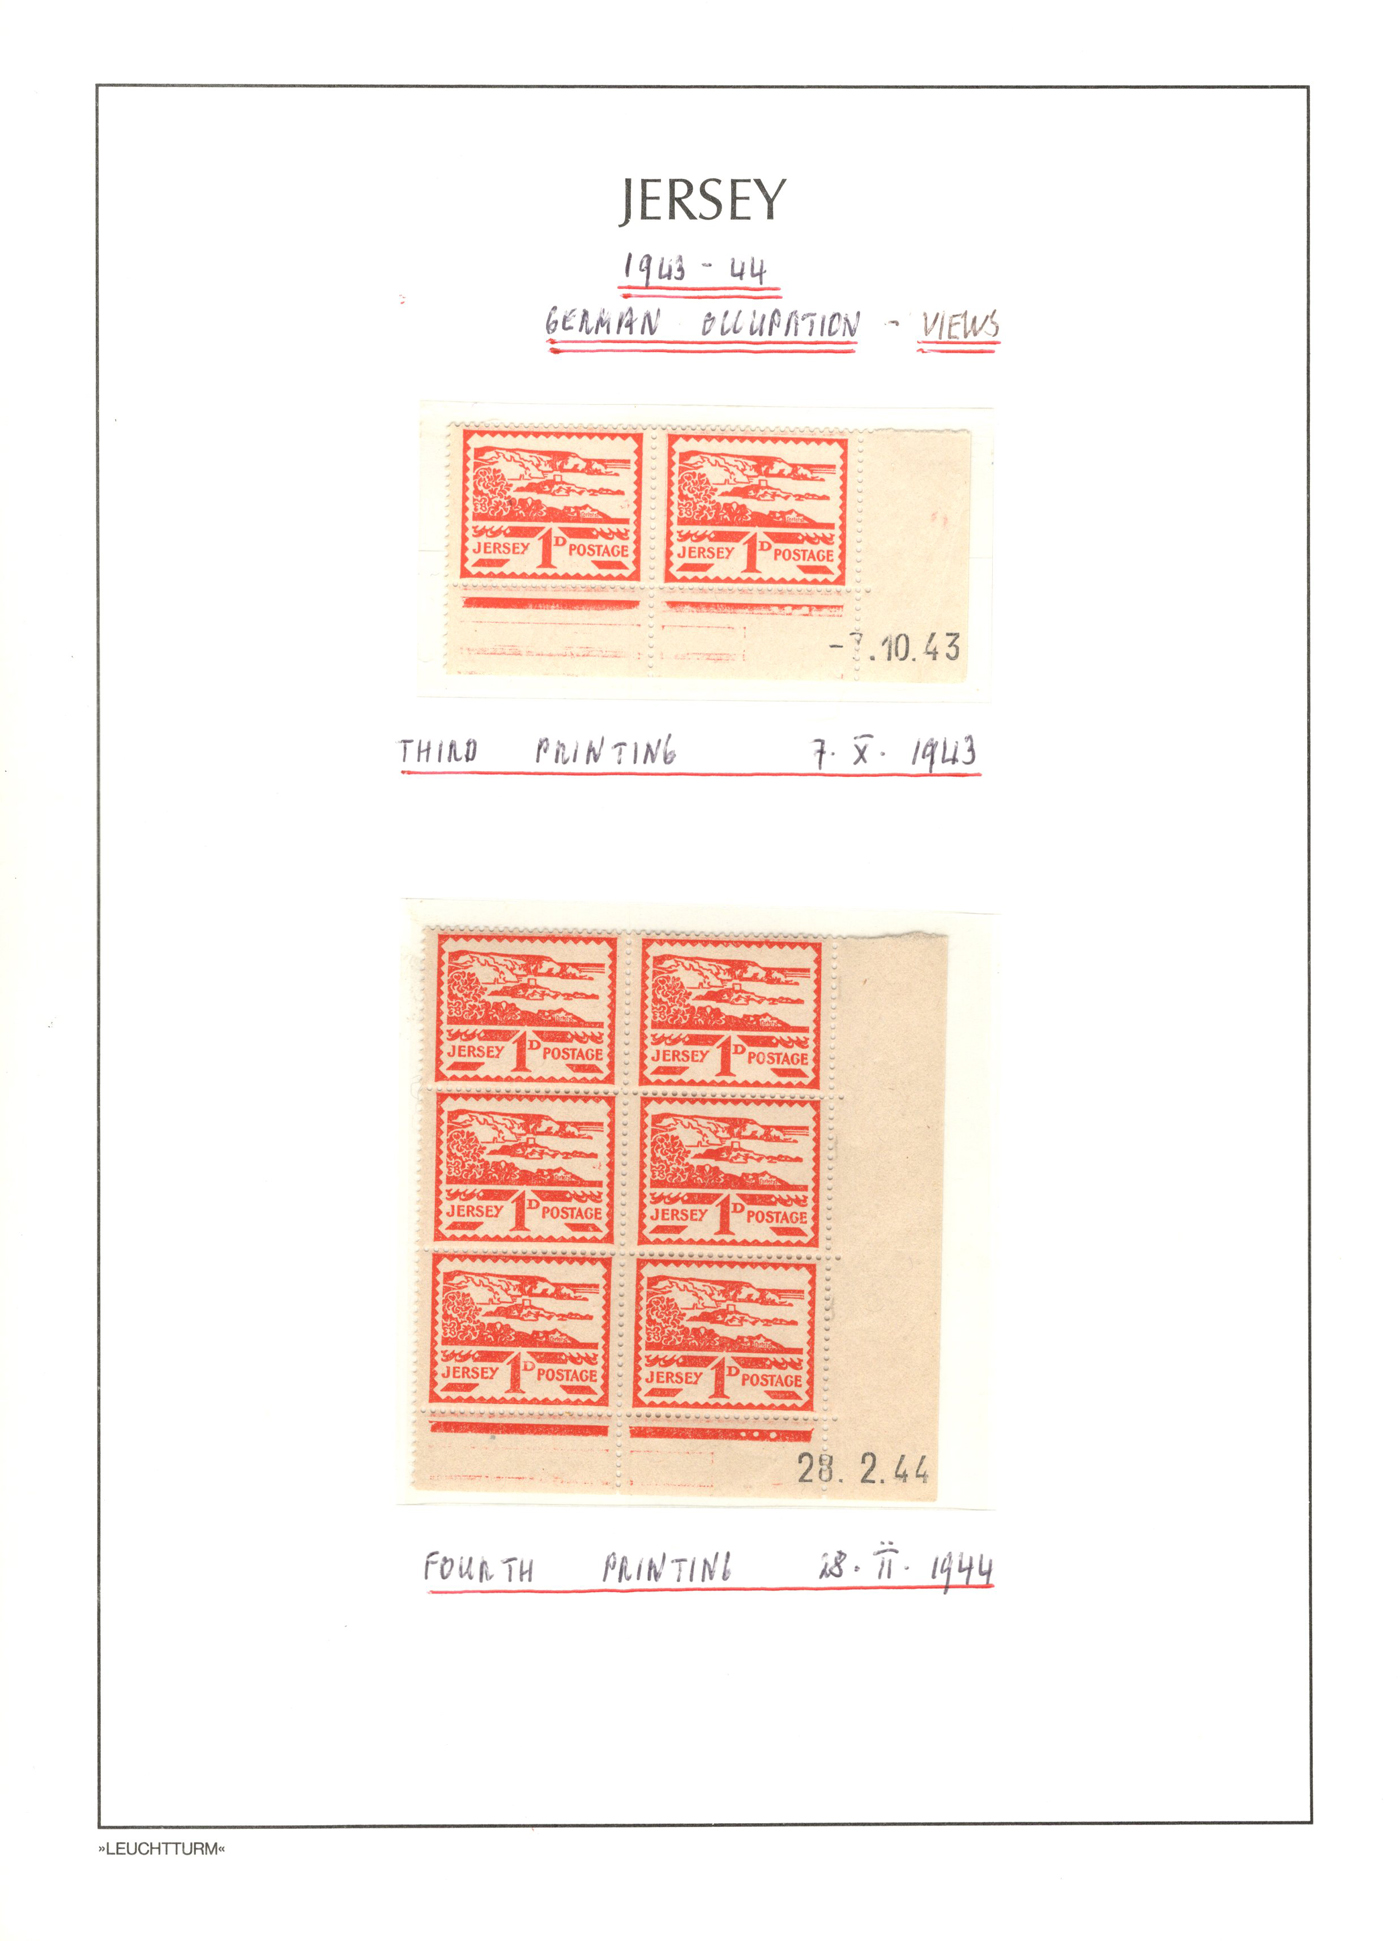 JERSEY
1943 - 44
GERMAN OCCUPATION - VIEWS
JERSEY 1D POSTAGE JERSEY 1D POSTAGE
-7.10.43
THIRD PRINTING 7. X. 1943
JERSEY 1D POSTAGE JERSEY 1D POSTAGE
JERSEY 1D POSTAGE JERSEY 1D POSTAGE
JERSEY 1D POSTAGE JERSEY 1D POSTAGE
28. 2.44
FOURTH PRINTING 28. II. 1944
»LEUCHTTURM«